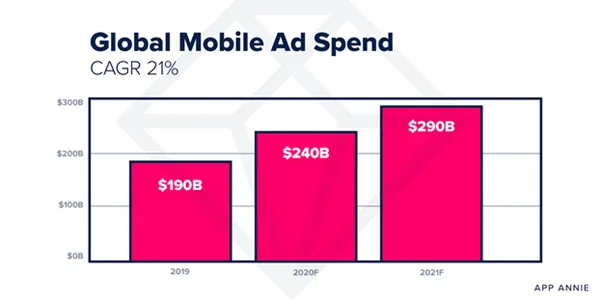 Global Mobile Ad Spend
CAGR 21%
$300B
$200B
$100B
$0B
$190B
$240B
$290B
2019
2020F
2021F
APP ANNIE